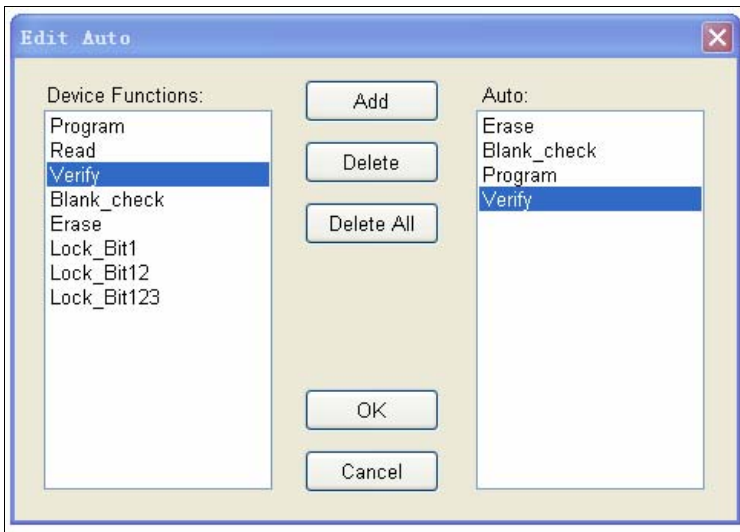 Edit Auto
Device Functions:
Program
Read
Verify
Blank_check
Erase
Lock_Bit1
Lock_Bit12
Lock_Bit123
Add
Delete
Delete All
OK
Cancel
Auto:
Erase
Blank_check
Program
Verify